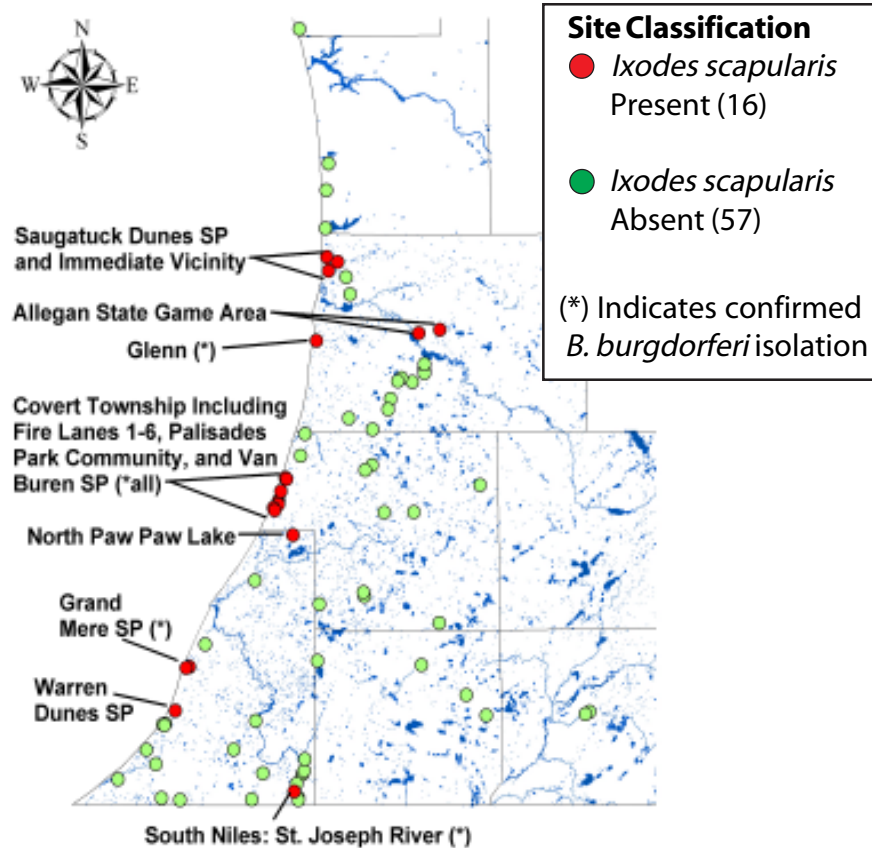 N
W E
S
Site Classification
Ixodes scapularis
Present (16)
Ixodes scapularis
Absent (57)
(*) Indicates confirmed
B. burgdorferi isolation
Saugatuck Dunes SP
and Immediate Vicinity
Allegan State Game Area
Glenn (*)
Covert Township Including
Fire Lanes 1-6, Palisades
Park Community, and Van
Buren SP (*all)
North Paw Paw Lake
Grand
Mere SP (*)
Warren
Dunes SP
South Niles: St. Joseph River (*)